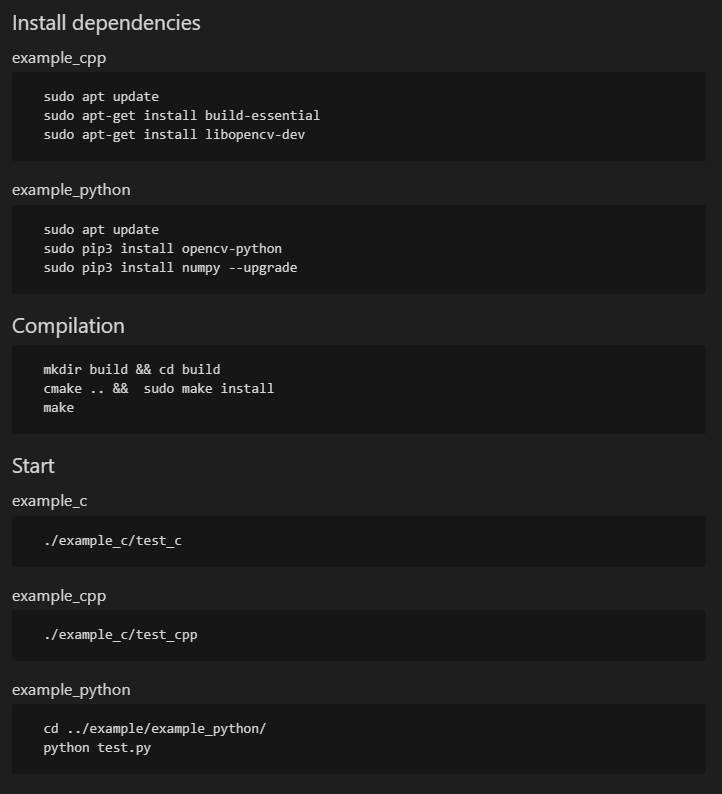 Install dependencies
example_cpp
sudo apt update
sudo apt-get install build-essential
sudo apt-get install libopencv-dev
example_python
sudo apt update
sudo pip3 install opencv-python
sudo pip3 install numpy --upgrade
Compilation
mkdir build && cd build
cmake .. &&  sudo make install
make
Start
example_c
./example_c/test_c
example_cpp
./example_c/test_cpp
example_python
cd ../example/example_python/
python test.py